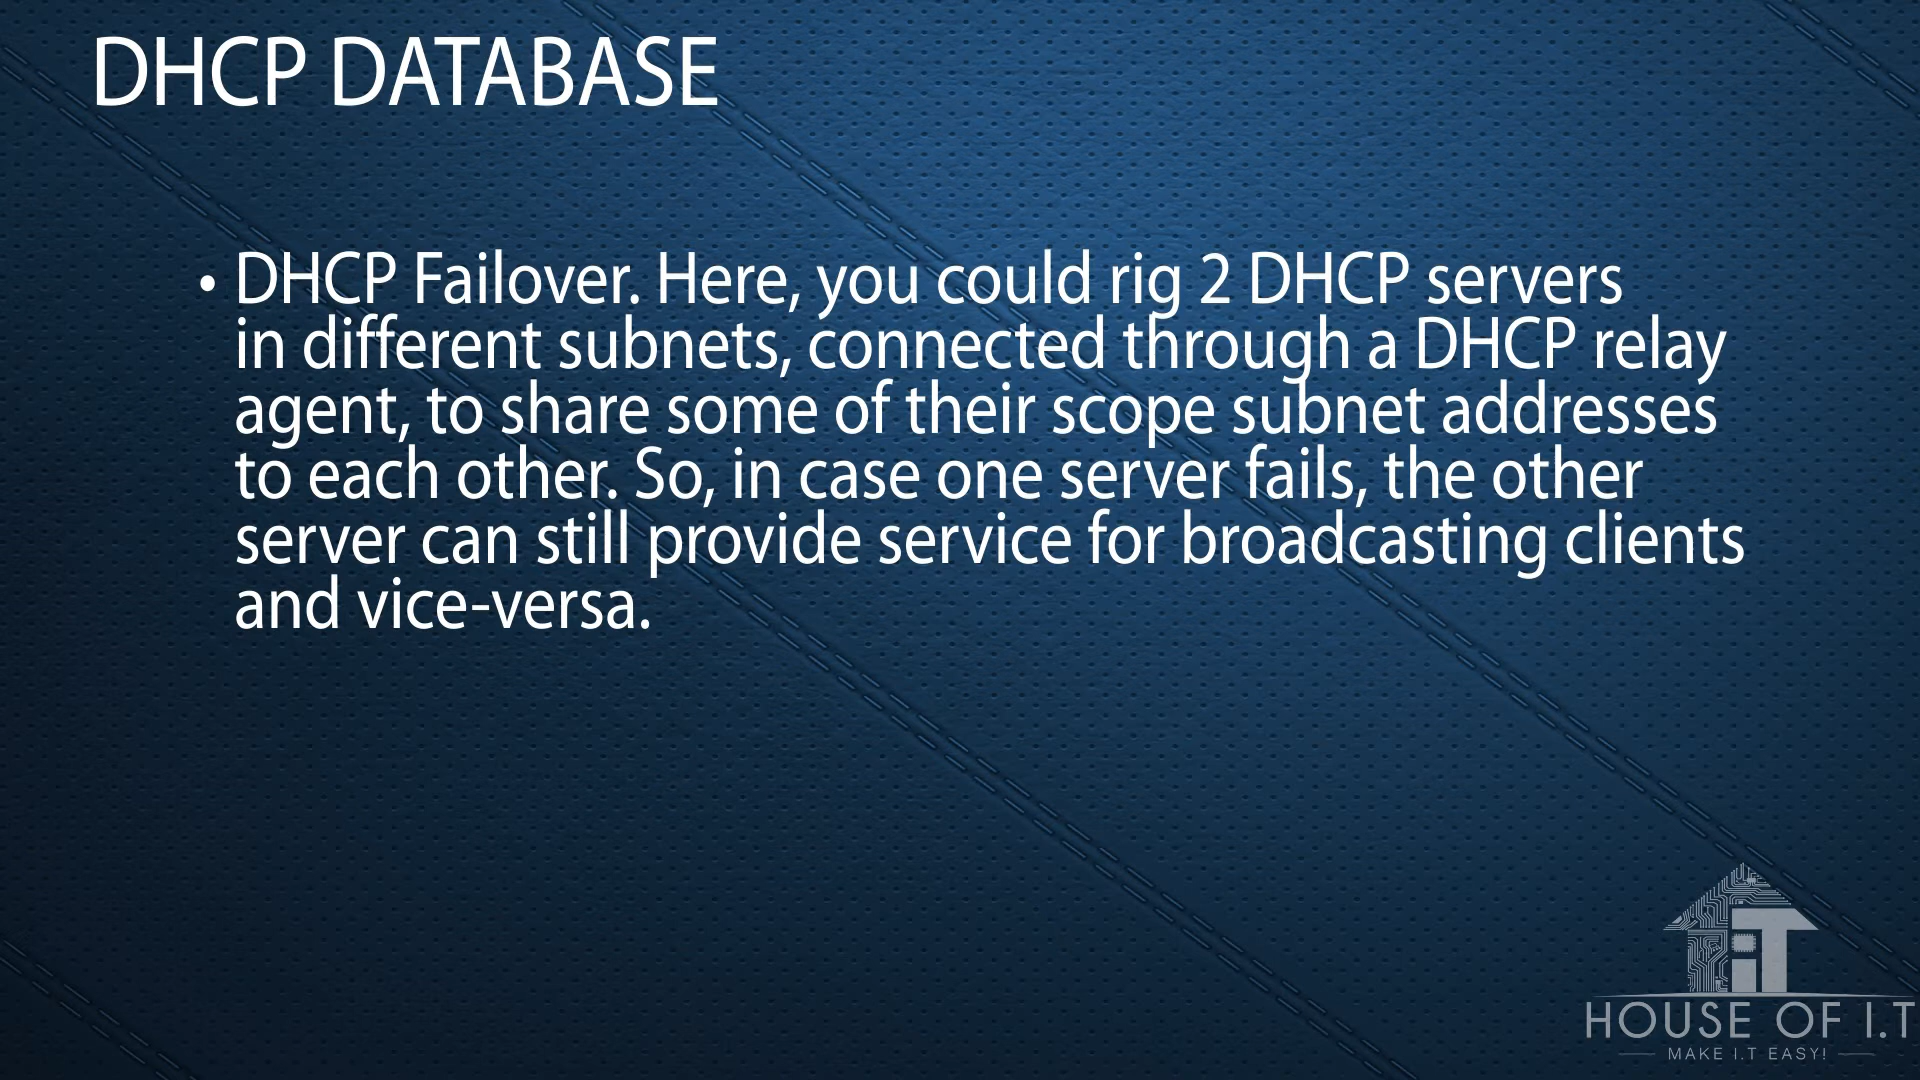 DHCP DATABASE
• DHCP Failover. Here, you could rig 2 DHCP servers
in different subnets, connected through a DHCP relay
agent, to share some of their scope subnet addresses
to each other. So, in case one server fails, the other
server can still provide service for broadcasting clients
and vice-versa.
iT
HOUSE OF I.T
MAKE I.T EASY!